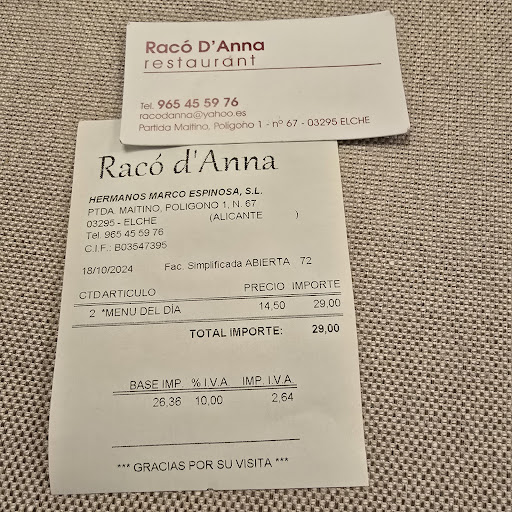 Racó D'Anna
restaurant
Tel. 965 45 59 76
racodanna@yahoo.es
Partida Maitino, Poligono 1 - nº 67 - 03295 ELCHE
Racó d'Anna
HERMANOS MARCO ESPINOSA, S.L.
PTDA. MAITINO, POLIGONO 1, N. 67
03295 - ELCHE (ALICANTE )
Tel. 965 45 59 76
C.I.F.: B03547395
18/10/2024 Fac. Simplificada ABIERTA 72
CTD ARTICULO PRECIO IMPORTE
2 *MENU DEL DÍA 14,50 29,00
TOTAL IMPORTE: 29,00
BASE IMP. % I.V.A IMP. I.V.A.
26,36 10,00 2,64
*** GRACIAS POR SU VISITA ***